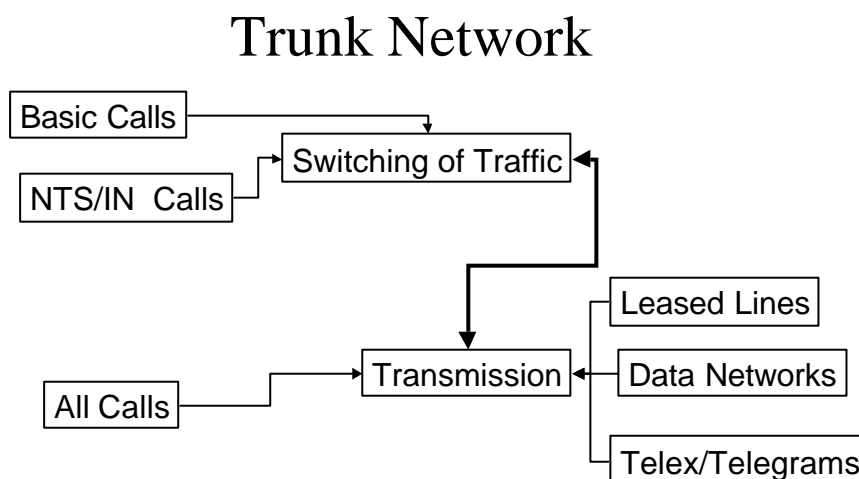 Trunk Network
Basic Calls
Switching of Traffic
NTS/IN Calls
Leased Lines
Transmission
Data Networks
All Calls
Telex/Telegrams